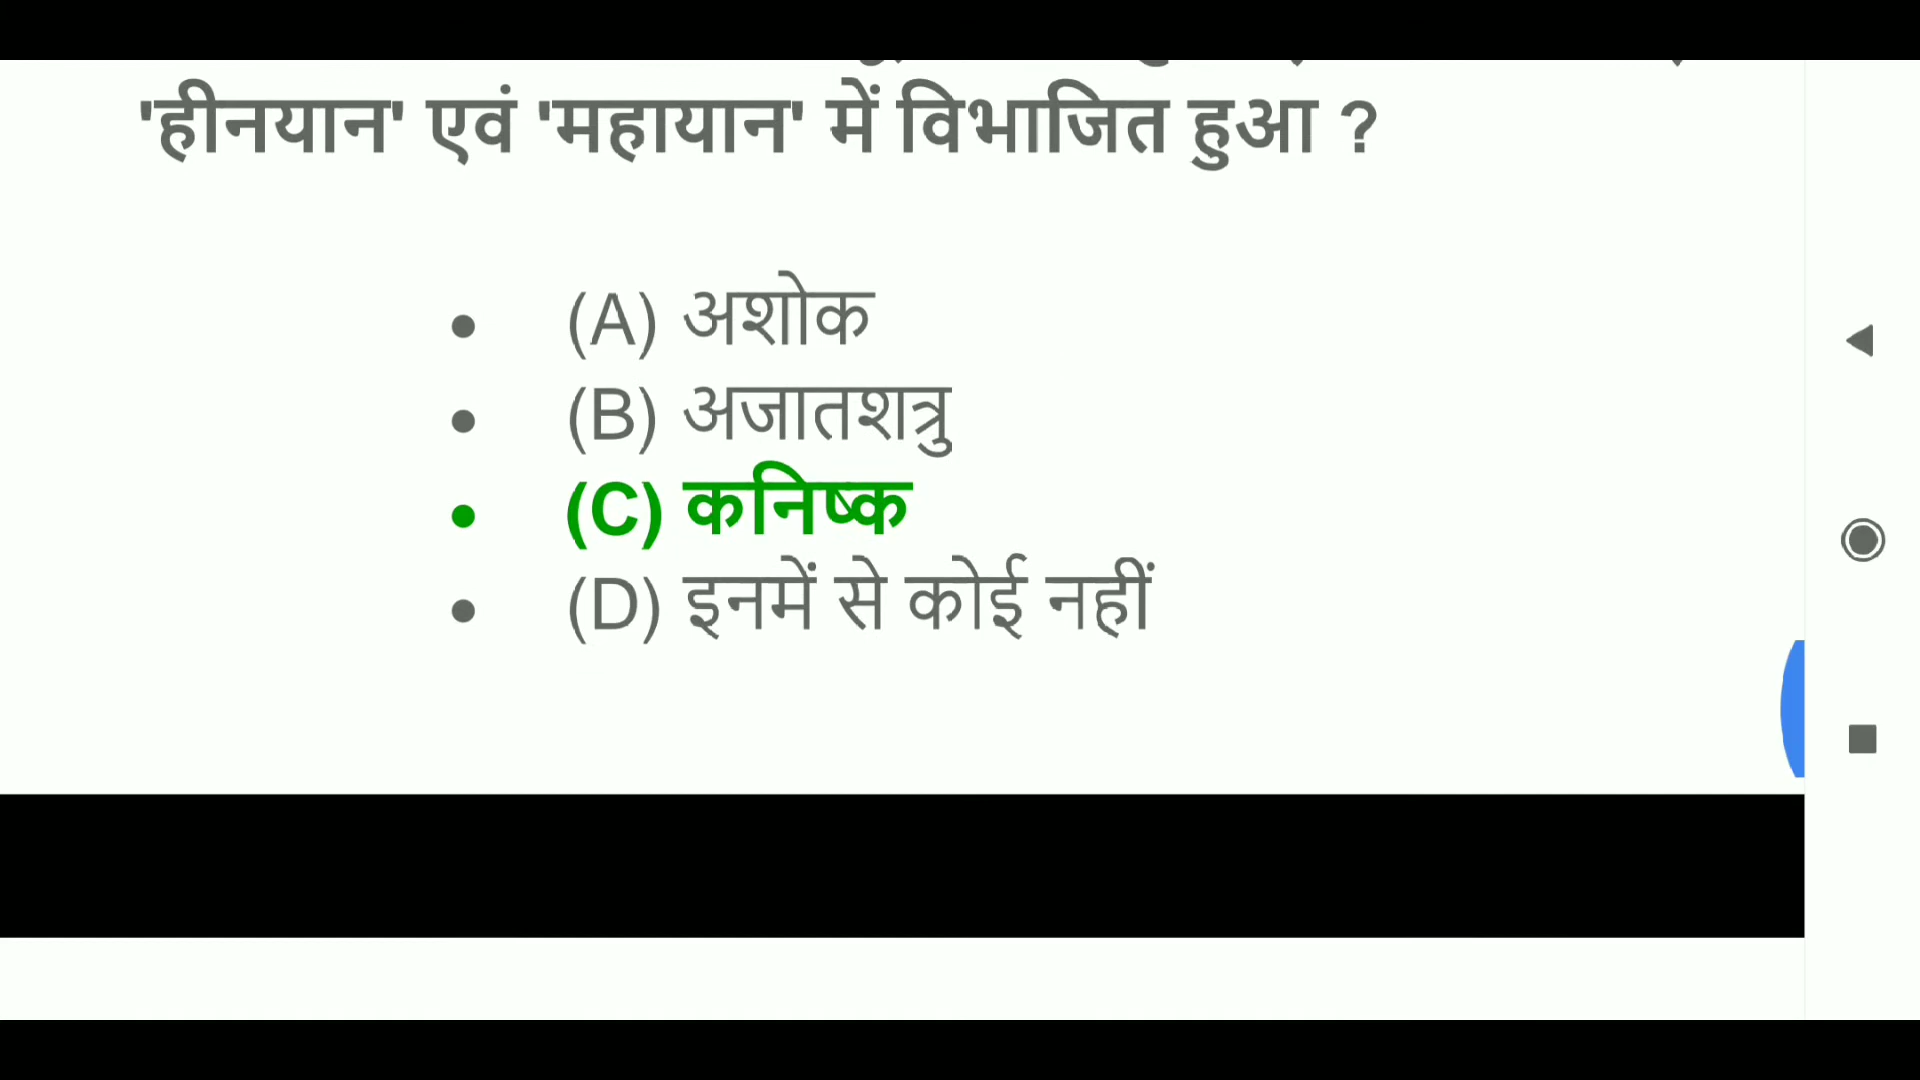 'हीनयान' एवं 'महायान' में विभाजित हुआ ?
• (A) अशोक
• (B) अजातशत्रु
• (C) कनिष्क
• (D) इनमें से कोई नहीं